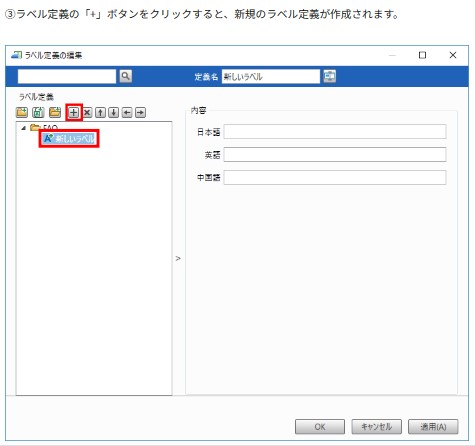 ③ラベル定義の「+」ボタンをクリックすると、新規のラベル定義が作成されます。
ラベル定義の編集
定義名 新しいラベル
ラベル定義
FAQ
新しいラベル
内容
日本語
英語
中国語
>
OK キャンセル 適用(A)